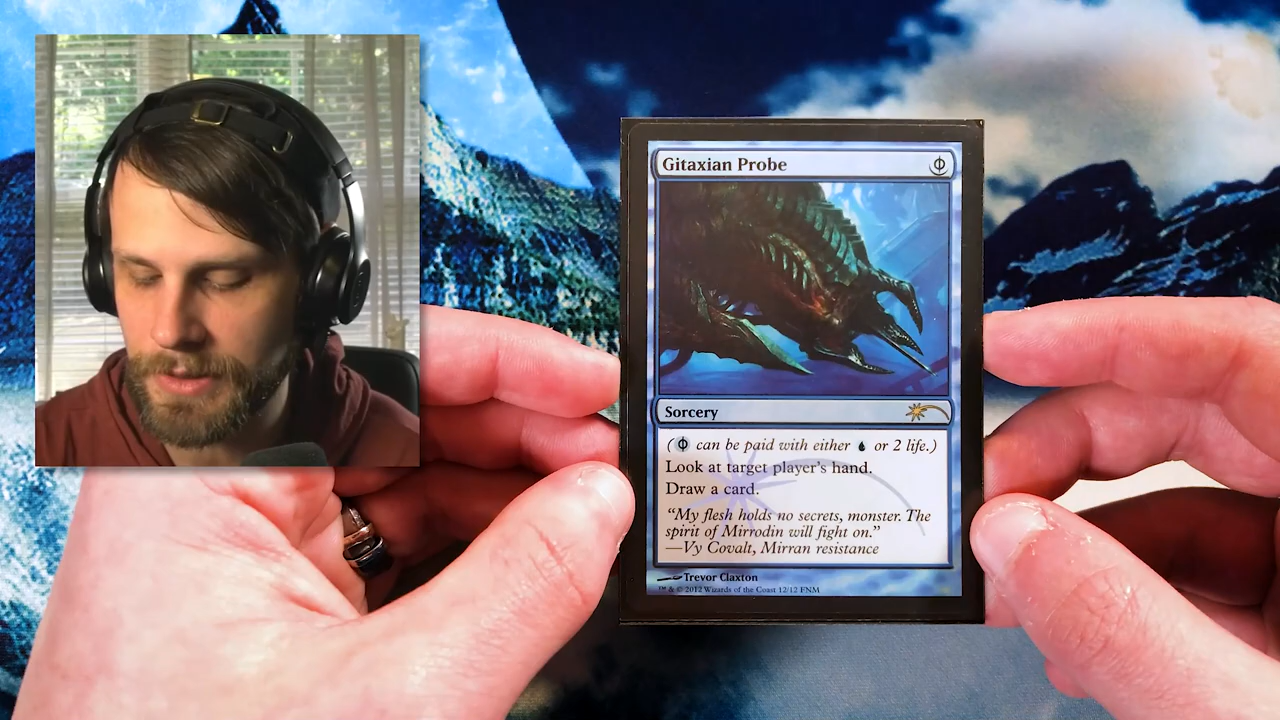 Gitaxian Probe
Sorcery
( can be paid with either or 2 life.)
Look at target player's hand.
Draw a card.
"My flesh holds no secrets, monster. The
spirit of Mirrodin will fight on."
—Vy Covalt, Mirran resistance
Trevor Claxton
™ & © 2012 Wizards of the Coast 12/12 FNM